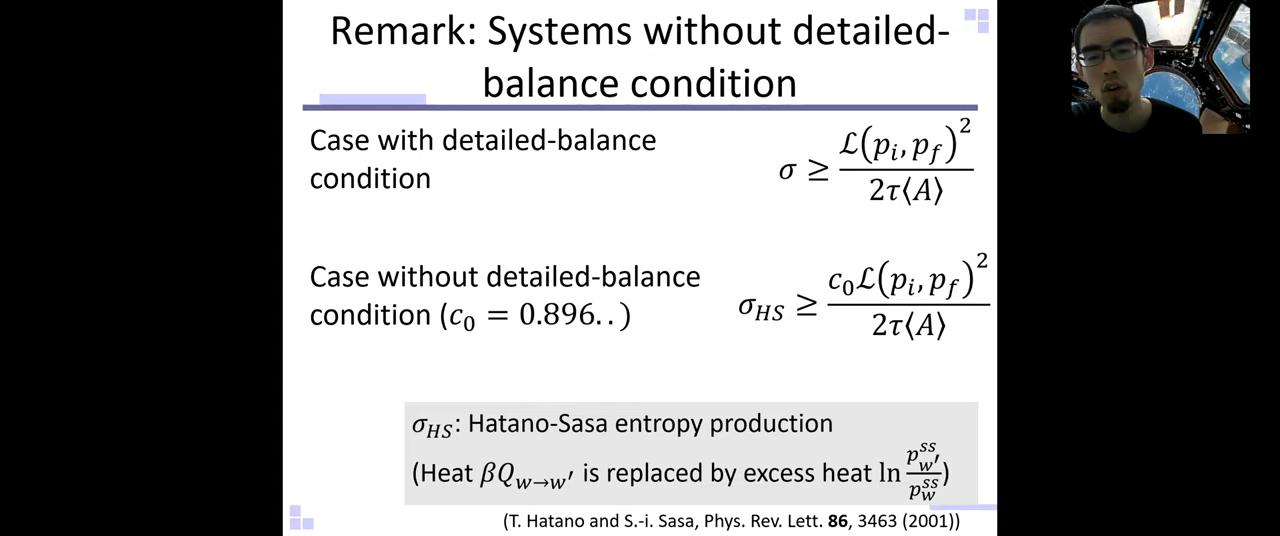 Remark: Systems without detailed-
balance condition
Case with detailed-balance
condition
σ ≥ ℒ(p_i, p_f)^2 / 2τ⟨A⟩
Case without detailed-balance
condition (c_0 = 0.896. . )
σ_HS ≥ c_0ℒ(p_i, p_f)^2 / 2τ⟨A⟩
σ_HS: Hatano-Sasa entropy production
(Heat βQ_{w→w′} is replaced by excess heat ln p_{w′}^{ss} / p_w^{ss})
(T. Hatano and S.-i. Sasa, Phys. Rev. Lett. 86, 3463 (2001))